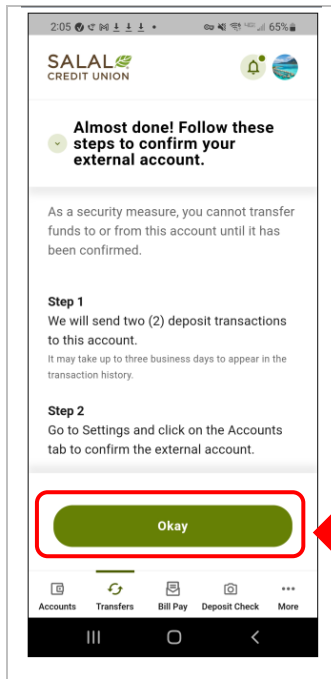 2:05 65%
SALAL
CREDIT UNION
Almost done! Follow these
steps to confirm your
external account.
As a security measure, you cannot transfer
funds to or from this account until it has
been confirmed.
Step 1
We will send two (2) deposit transactions
to this account.
It may take up to three business days to appear in the
transaction history.
Step 2
Go to Settings and click on the Accounts
tab to confirm the external account.
Okay
Accounts Transfers Bill Pay Deposit Check More